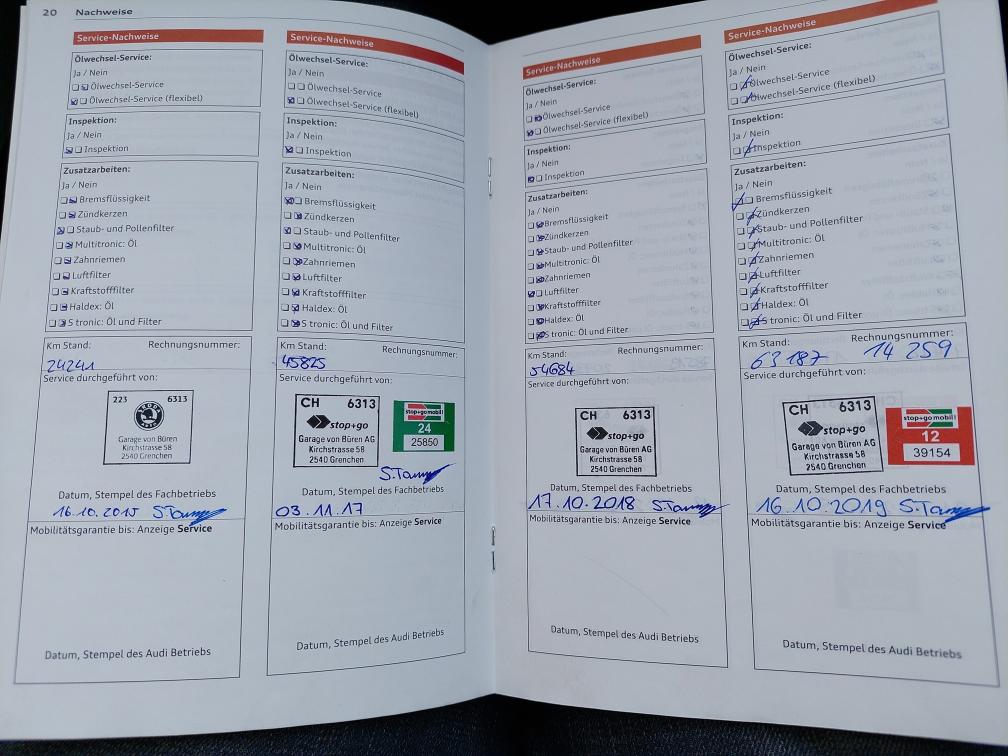 20 Nachweise
Service-Nachweise
Ölwechsel-Service:
Ja / Nein
Ölwechsel-Service
Ölwechsel-Service (flexibel)
Inspektion:
Ja / Nein
Inspektion
Zusatzarbeiten:
Ja / Nein
Bremsflüssigkeit
Zündkerzen
Staub- und Pollenfilter
Multitronic: Öl
Zahnriemen
Luftfilter
Kraftstofffilter
Haldex: Öl
S tronic: Öl und Filter
Km Stand: Rechnungsnummer:
24241
Service durchgeführt von:
223 6313
Garage von Büren
Kirchstrasse 58
2540 Grenchen
Datum, Stempel des Fachbetriebs
16.10.2015
Mobilitätsgarantie bis: Anzeige Service
Datum, Stempel des Audi Betriebs
Service-Nachweise
Ölwechsel-Service:
Ja / Nein
Ölwechsel-Service
Ölwechsel-Service (flexibel)
Inspektion:
Ja / Nein
Inspektion
Zusatzarbeiten:
Ja / Nein
Bremsflüssigkeit
Zündkerzen
Staub- und Pollenfilter
Multitronic: Öl
Zahnriemen
Luftfilter
Kraftstofffilter
Haldex: Öl
S tronic: Öl und Filter
Km Stand: Rechnungsnummer:
45825
Service durchgeführt von:
CH 6313
stop+go
Garage von Büren AG
Kirchstrasse 58
2540 Grenchen
stop+go mobil!
24
25850
Datum, Stempel des Fachbetriebs
03.11.17
Mobilitätsgarantie bis: Anzeige Service
Datum, Stempel des Audi Betriebs
Service-Nachweise
Ölwechsel-Service:
Ja / Nein
Ölwechsel-Service
Ölwechsel-Service (flexibel)
Inspektion:
Ja / Nein
Inspektion
Zusatzarbeiten:
Ja / Nein
Bremsflüssigkeit
Zündkerzen
Staub- und Pollenfilter
Multitronic: Öl
Zahnriemen
Luftfilter
Kraftstofffilter
Haldex: Öl
S tronic: Öl und Filter
Km Stand: Rechnungsnummer:
54684
Service durchgeführt von:
CH 6313
stop+go
Garage von Büren AG
Kirchstrasse 58
2540 Grenchen
Datum, Stempel des Fachbetriebs
17.10.2018
Mobilitätsgarantie bis: Anzeige Service
Datum, Stempel des Audi Betriebs
Service-Nachweise
Ölwechsel-Service:
Ja / Nein
Ölwechsel-Service
Ölwechsel-Service (flexibel)
Inspektion:
Ja / Nein
Inspektion
Zusatzarbeiten:
Ja / Nein
Bremsflüssigkeit
Zündkerzen
Staub- und Pollenfilter
Multitronic: Öl
Zahnriemen
Luftfilter
Kraftstofffilter
Haldex: Öl
S tronic: Öl und Filter
Km Stand: Rechnungsnummer:
63187 14259
Service durchgeführt von:
CH 6313
stop+go
Garage von Büren AG
Kirchstrasse 58
2540 Grenchen
stop+go mobil!
12
39154
Datum, Stempel des Fachbetriebs
16.10.2019
Mobilitätsgarantie bis: Anzeige Service
Datum, Stempel des Audi Betriebs